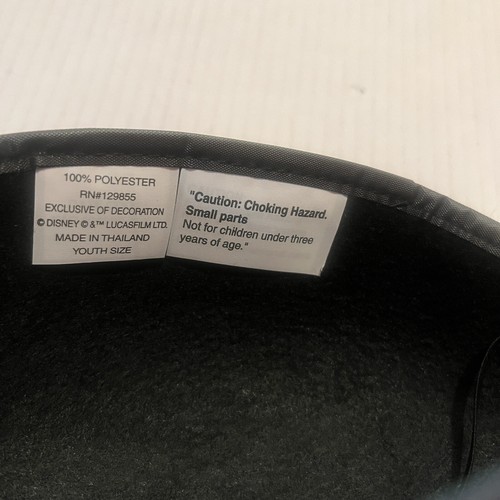 100% POLYESTER
RN#129855
EXCLUSIVE OF DECORATION
© DISNEY © &™ LUCASFILM LTD.
MADE IN THAILAND
YOUTH SIZE
"Caution: Choking Hazard.
Small parts
Not for children under three
years of age."